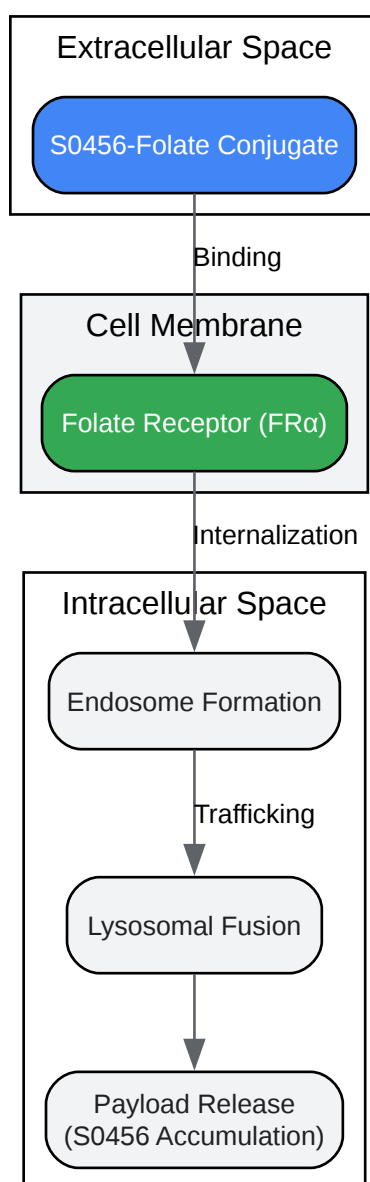 Extracellular Space
S0456-Folate Conjugate
Binding
Cell Membrane
Folate Receptor (FRα)
Internalization
Intracellular Space
Endosome Formation
Trafficking
Lysosomal Fusion
Payload Release
(S0456 Accumulation)